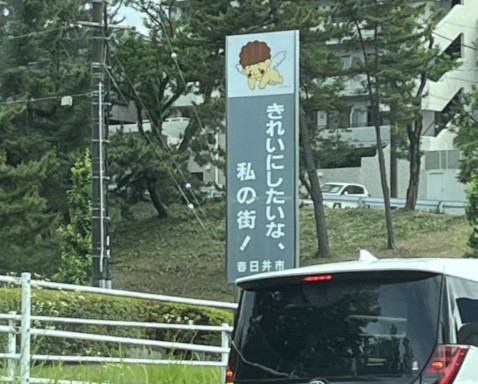 きれいにしたいな、
私の街！
春日井市